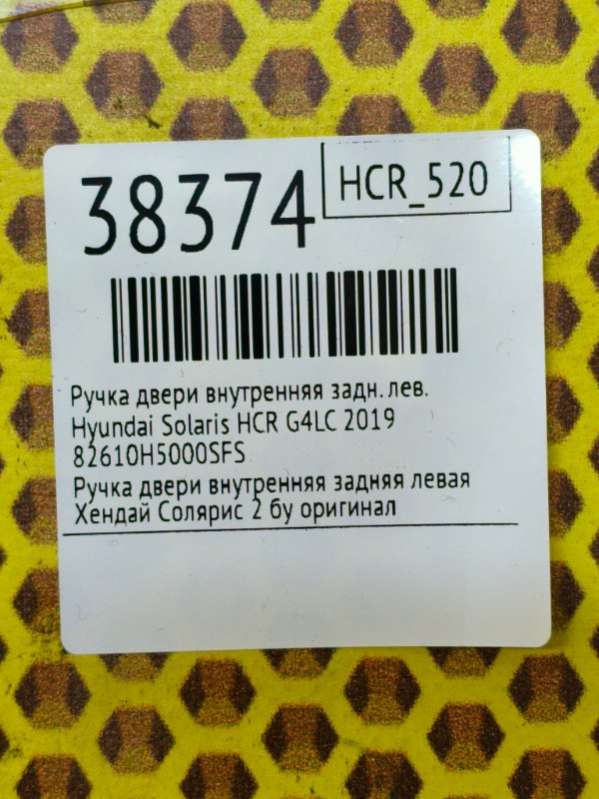 38374
HCR_520
Ручка двери внутренняя задн. лев.
Hyundai Solaris HCR G4LC 2019
82610H5000SFS
Ручка двери внутренняя задняя левая
Хендай Солярис 2 бу оригинал